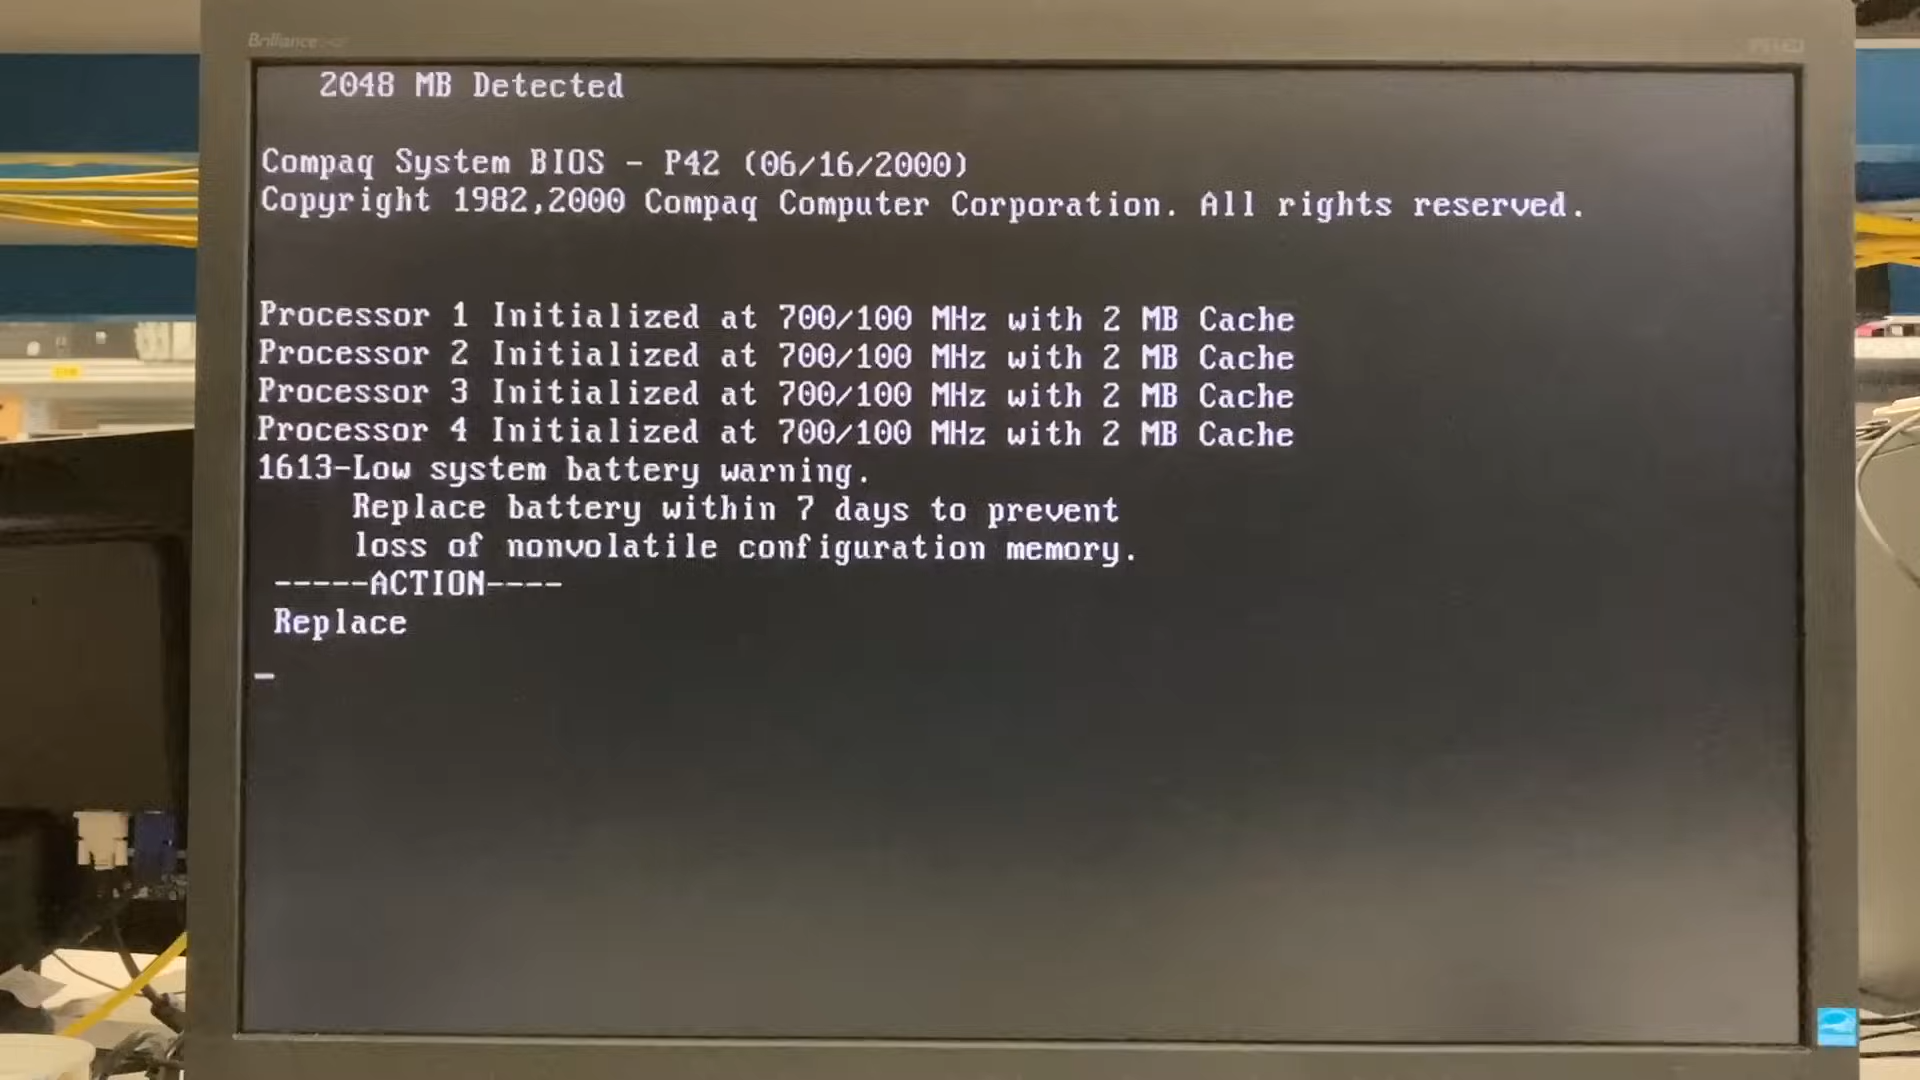 Brilliance
2048 MB Detected
Compaq System BIOS - P42 (06/16/2000)
Copyright 1982,2000 Compaq Computer Corporation. All rights reserved.
Processor 1 Initialized at 700/100 MHz with 2 MB Cache
Processor 2 Initialized at 700/100 MHz with 2 MB Cache
Processor 3 Initialized at 700/100 MHz with 2 MB Cache
Processor 4 Initialized at 700/100 MHz with 2 MB Cache
1613-Low system battery warning.
Replace battery within 7 days to prevent
loss of nonvolatile configuration memory.
-----ACTION----
Replace
_